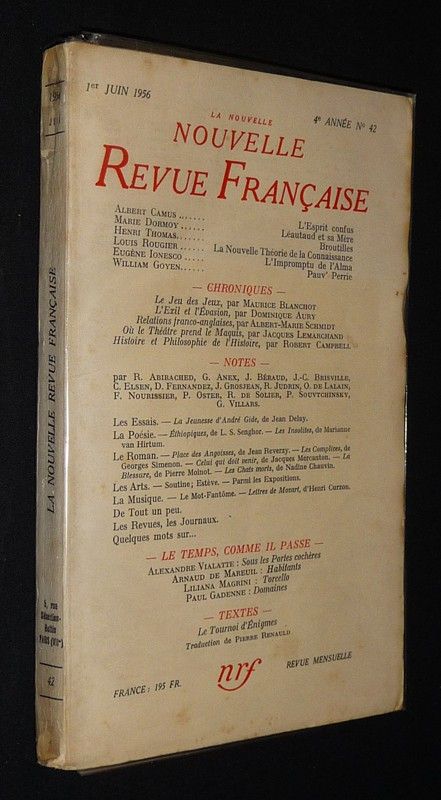 1er JUIN 1956
4e ANNÉE No 42
LA NOUVELLE
NOUVELLE
REVUE FRANÇAISE
ALBERT CAMUS ....... L'Esprit confus
MARIE DORMOY ...... Léautaud et sa Mère
HENRI THOMAS....... Broutilles
LOUIS ROUGIER ...... La Nouvelle Théorie de la Connaissance
EUGÈNE IONESCO ..... L'Impromptu de l'Alma
WILLIAM GOYEN...... Pauv' Perrie
— CHRONIQUES —
Le Jeu des Jeux, par MAURICE BLANCHOT
L'Exil et l'Évasion, par DOMINIQUE AURY
Relations franco-anglaises, par ALBERT-MARIE SCHMIDT
Où le Théâtre prend le Maquis, par JACQUES LEMARCHAND
Histoire et Philosophie de l'Histoire, par ROBERT CAMPBELL
— NOTES —
par R. ABIRACHED, G. ANEX, J. BÉRAUD, J.-C. BRISVILLE,
C. ELSEN, D. FERNANDEZ, J. GROSJEAN, R. JUDRIN, O. DE LALAIN,
F. NOURISSIER, P. OSTER, R. DE SOLIER, P. SOUVTCHINSKY,
G. VILLARS.
Les Essais. — La Jeunesse d'André Gide, de Jean Delay.
La Poésie. — Éthiopiques, de L. S. Senghor. — Les Insolites, de Marianne
van Hirtum.
Le Roman. — Place des Angoisses, de Jean Reverzy. — Les Complices, de
Georges Simenon. — Celui qui doit venir, de Jacques Mercanton. — La
Blessure, de Pierre Moinot. — Les Chats morts, de Nadine Chauvin.
Les Arts. — Soutine; Estève. — Parmi les Expositions.
La Musique. — Le Mot-Fantôme. — Lettres de Mozart, d'Henri Curzon.
De Tout un peu.
Les Revues, les Journaux.
Quelques mots sur...
— LE TEMPS, COMME IL PASSE —
ALEXANDRE VIALATTE : Sous les Portes cochères
ARNAUD DE MAREUIL : Habitants
LILIANA MAGRINI : Torcello
PAUL GADENNE : Domaines
— TEXTES —
Le Tournoi d'Énigmes
Traduction de PIERRE RENAULD
nrf
FRANCE : 195 FR.
REVUE MENSUELLE
LA NOUVELLE REVUE FRANÇAISE
5, rue
Sébastien-
Bottin
PARIS (VIIe)
42